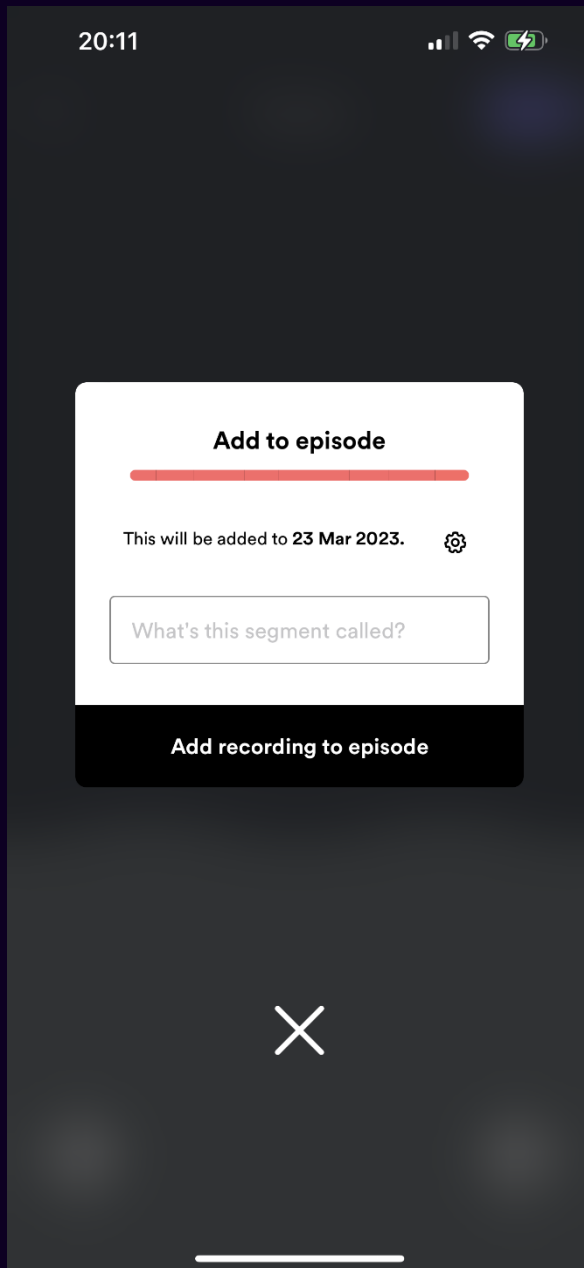 20:11
Add to episode
This will be added to 23 Mar 2023.
What's this segment called?
Add recording to episode